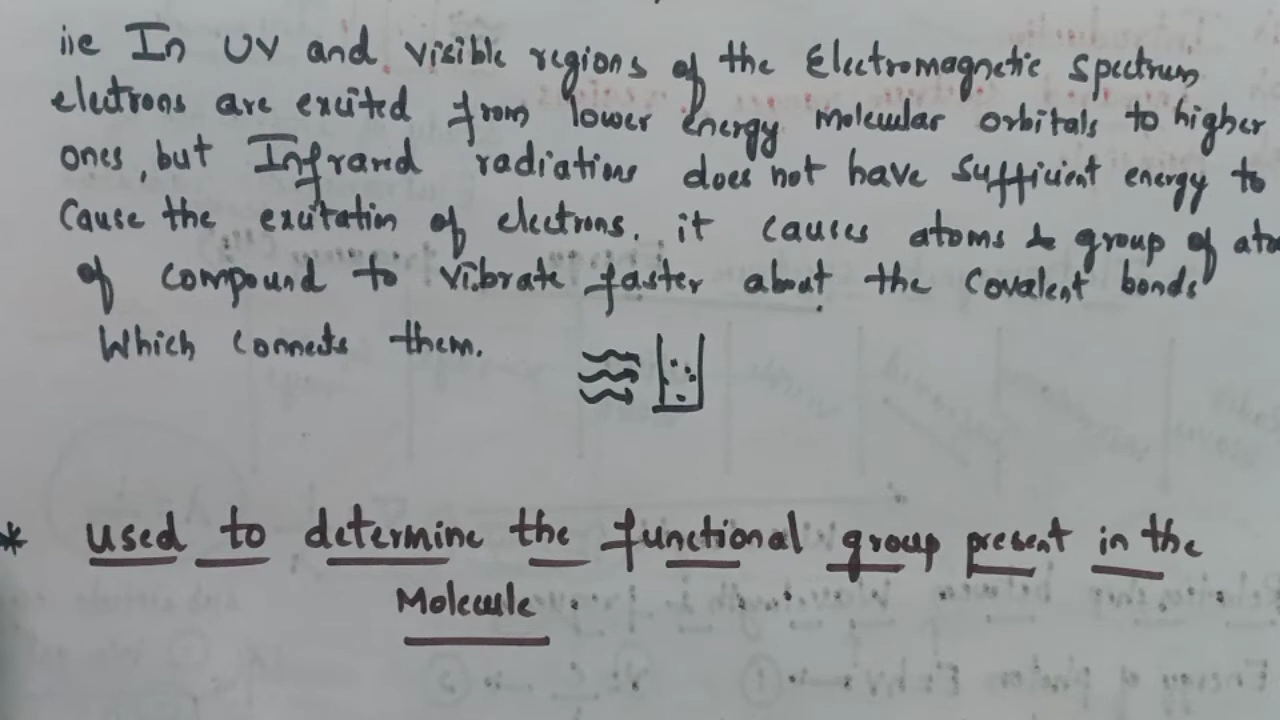 iie In UV and visible regions of the Electromagnetic spectrum
electrons are excited from lower energy molecular orbitals to higher
ones, but Infrared radiations does not have sufficient energy to
cause the excitation of electrons. it causes atoms & group of ato
of compound to vibrate faster about the covalent bonds
Which connects them.
* used to determine the functional group present in the
Molecule.